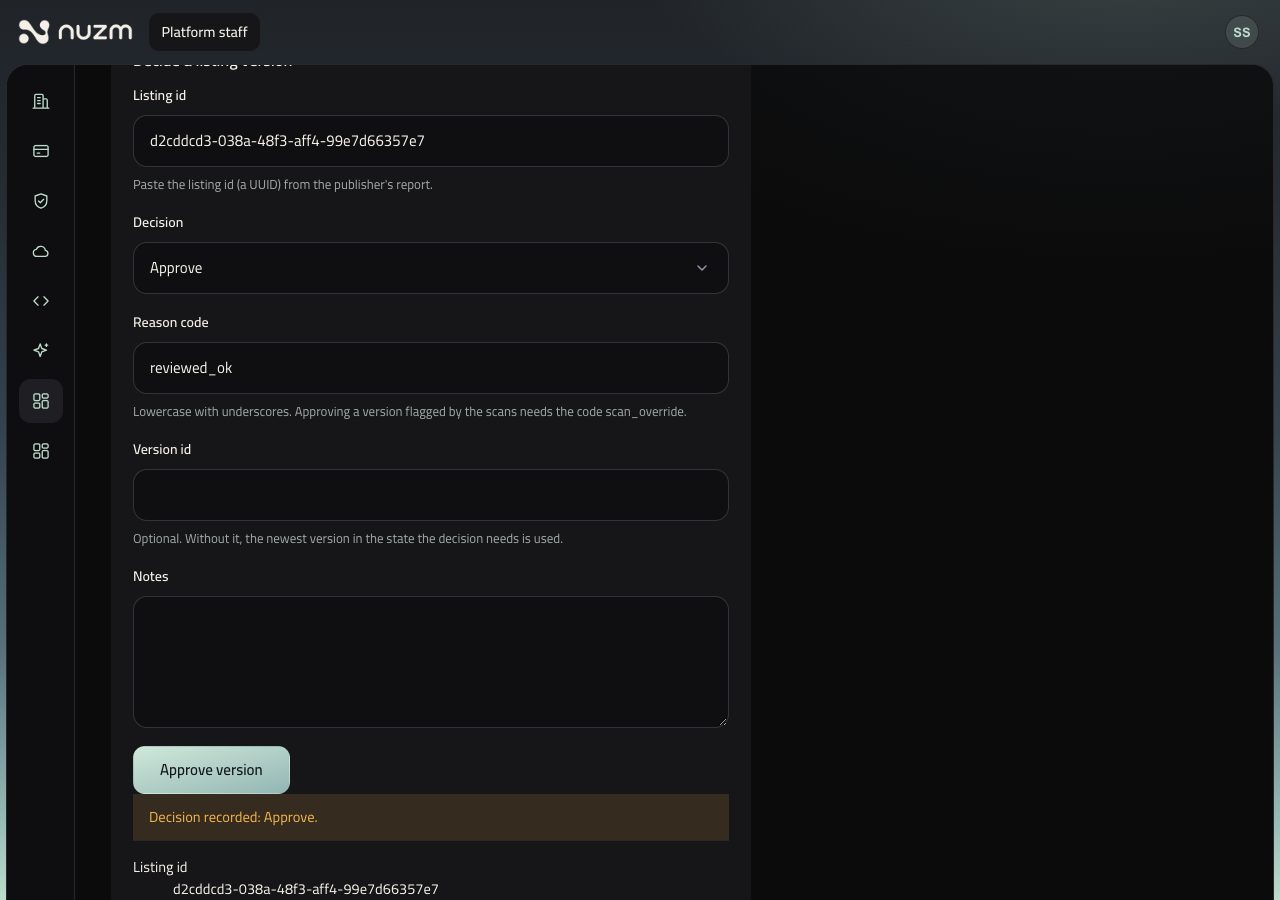 nuzm
Platform staff
SS
Decide a listing version
Listing id
d2cddcd3-038a-48f3-aff4-99e7d66357e7
Paste the listing id (a UUID) from the publisher's report.
Decision
Approve
Reason code
reviewed_ok
Lowercase with underscores. Approving a version flagged by the scans needs the code scan_override.
Version id
Optional. Without it, the newest version in the state the decision needs is used.
Notes
Approve version
Decision recorded: Approve.
Listing id
d2cddcd3-038a-48f3-aff4-99e7d66357e7